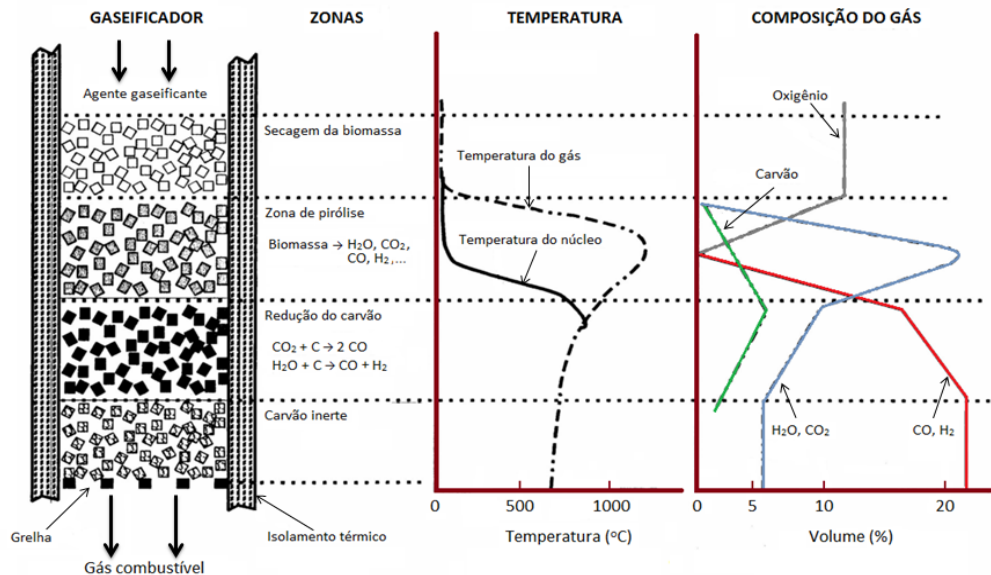 GASEIFICADOR
ZONAS
TEMPERATURA
COMPOSIÇÃO DO GÁS
Agente gaseificante
Secagem da biomassa
Zona de pirólise
Biomassa → H₂O, CO₂,
CO, H₂,...
Redução do carvão
CO₂ + C → 2 CO
H₂O + C → CO + H₂
Carvão inerte
Grelha
Isolamento térmico
Gás combustível
Temperatura do gás
Temperatura do núcleo
0
500
1000
Temperatura (°C)
Oxigênio
Carvão
H₂O, CO₂
CO, H₂
0
5
10
20
Volume (%)